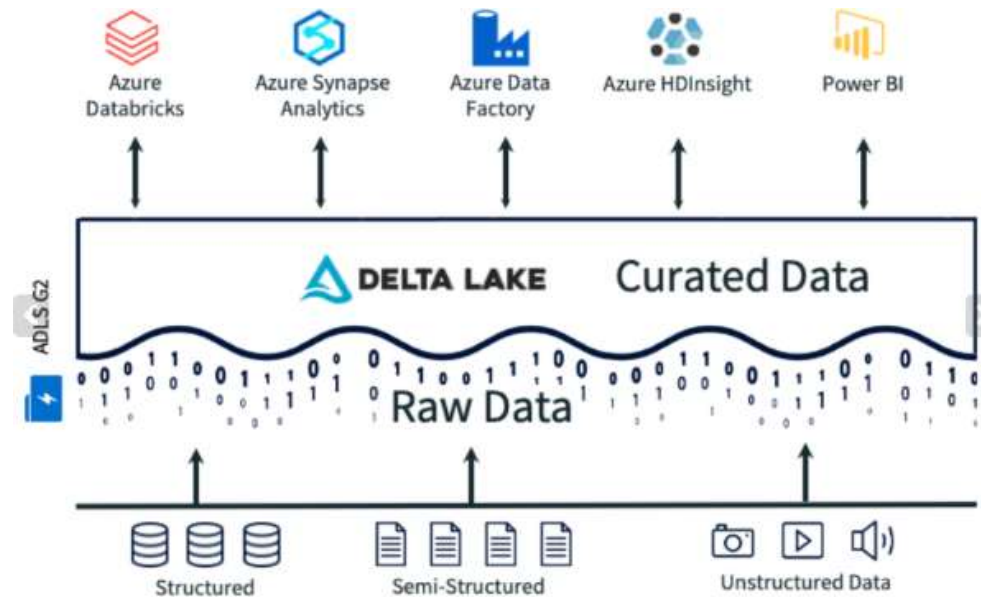 Azure
Databricks
Azure Synapse
Analytics
Azure Data
Factory
Azure HDInsight
Power BI
ADLS G2
DELTA LAKE
Curated Data
Raw Data
Structured
Semi-Structured
Unstructured Data